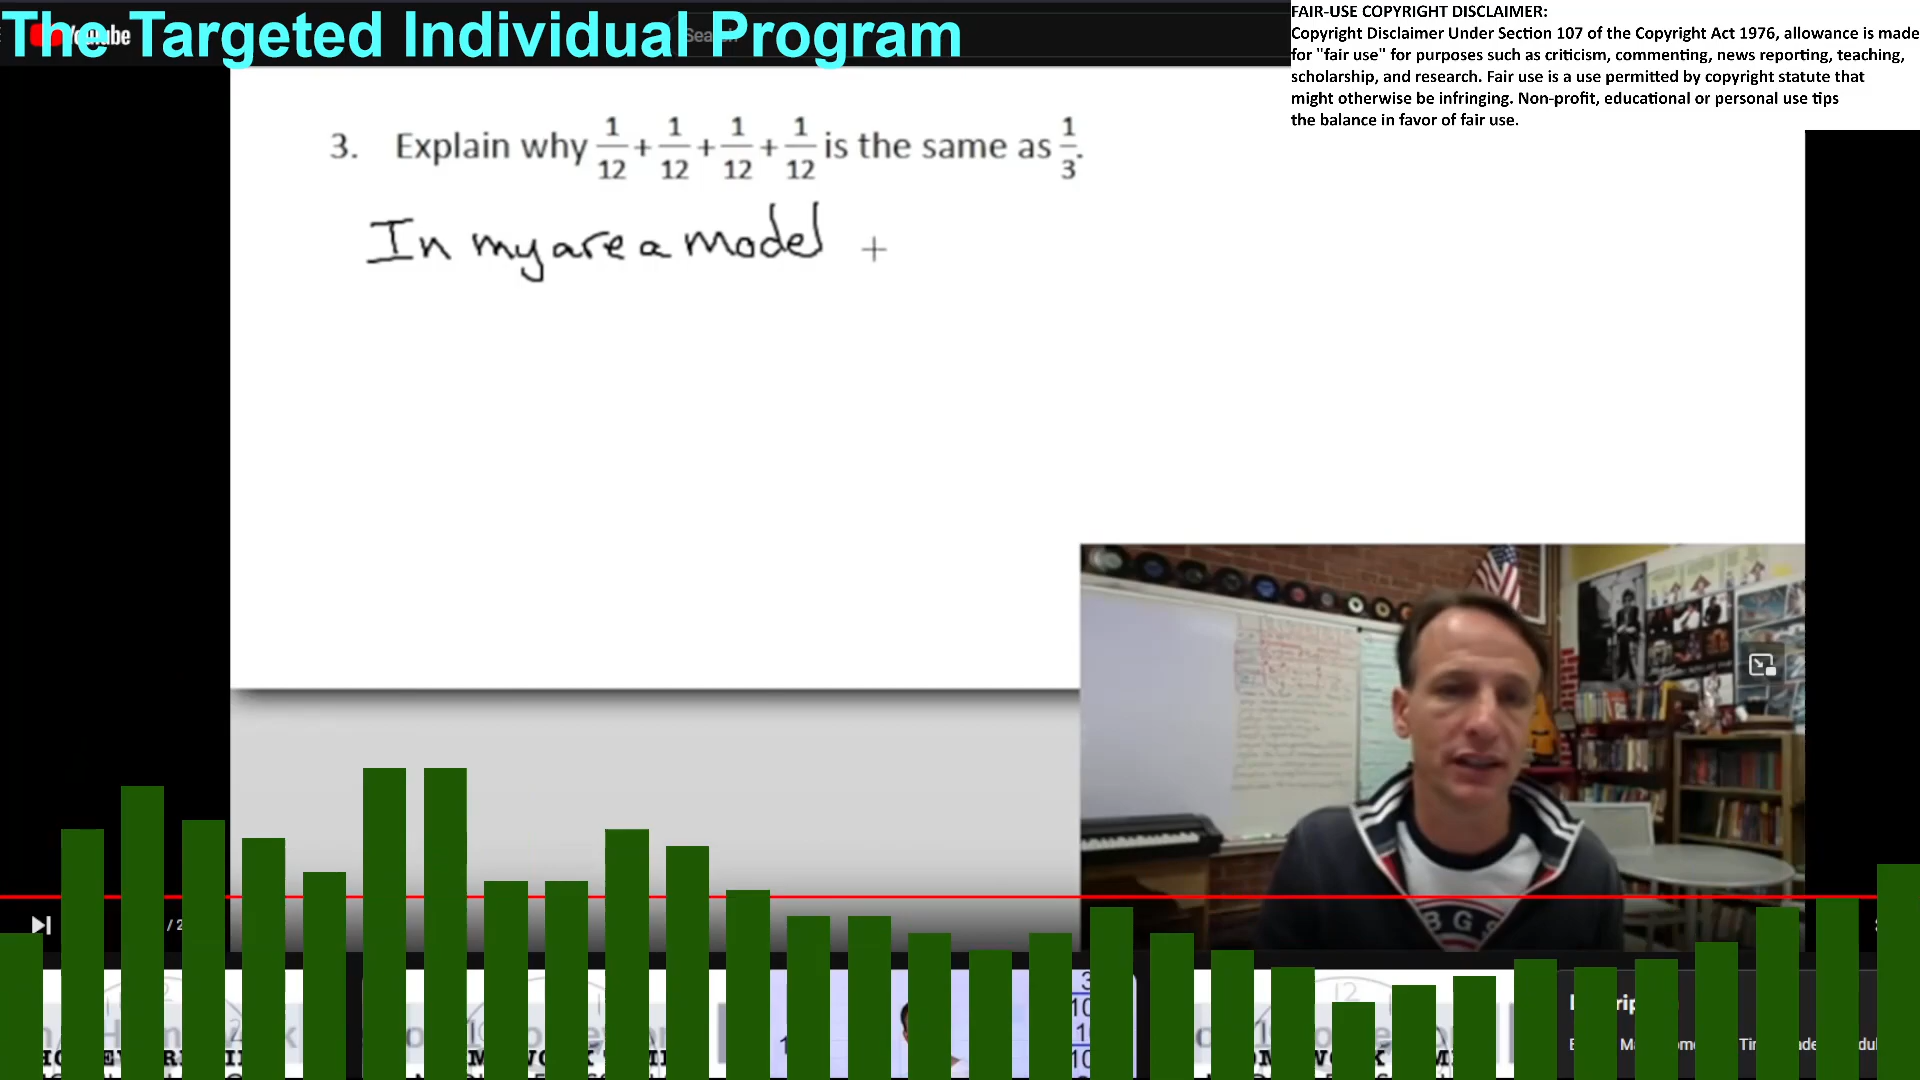 The Targeted Individual Program
FAIR-USE COPYRIGHT DISCLAIMER:
Copyright Disclaimer Under Section 107 of the Copyright Act 1976, allowance is made
for "fair use" for purposes such as criticism, commenting, news reporting, teaching,
scholarship, and research. Fair use is a use permitted by copyright statute that
might otherwise be infringing. Non-profit, educational or personal use tips
the balance in favor of fair use.
3. Explain why 1/12 + 1/12 + 1/12 + 1/12 is the same as 1/3.
In my area model
BGS